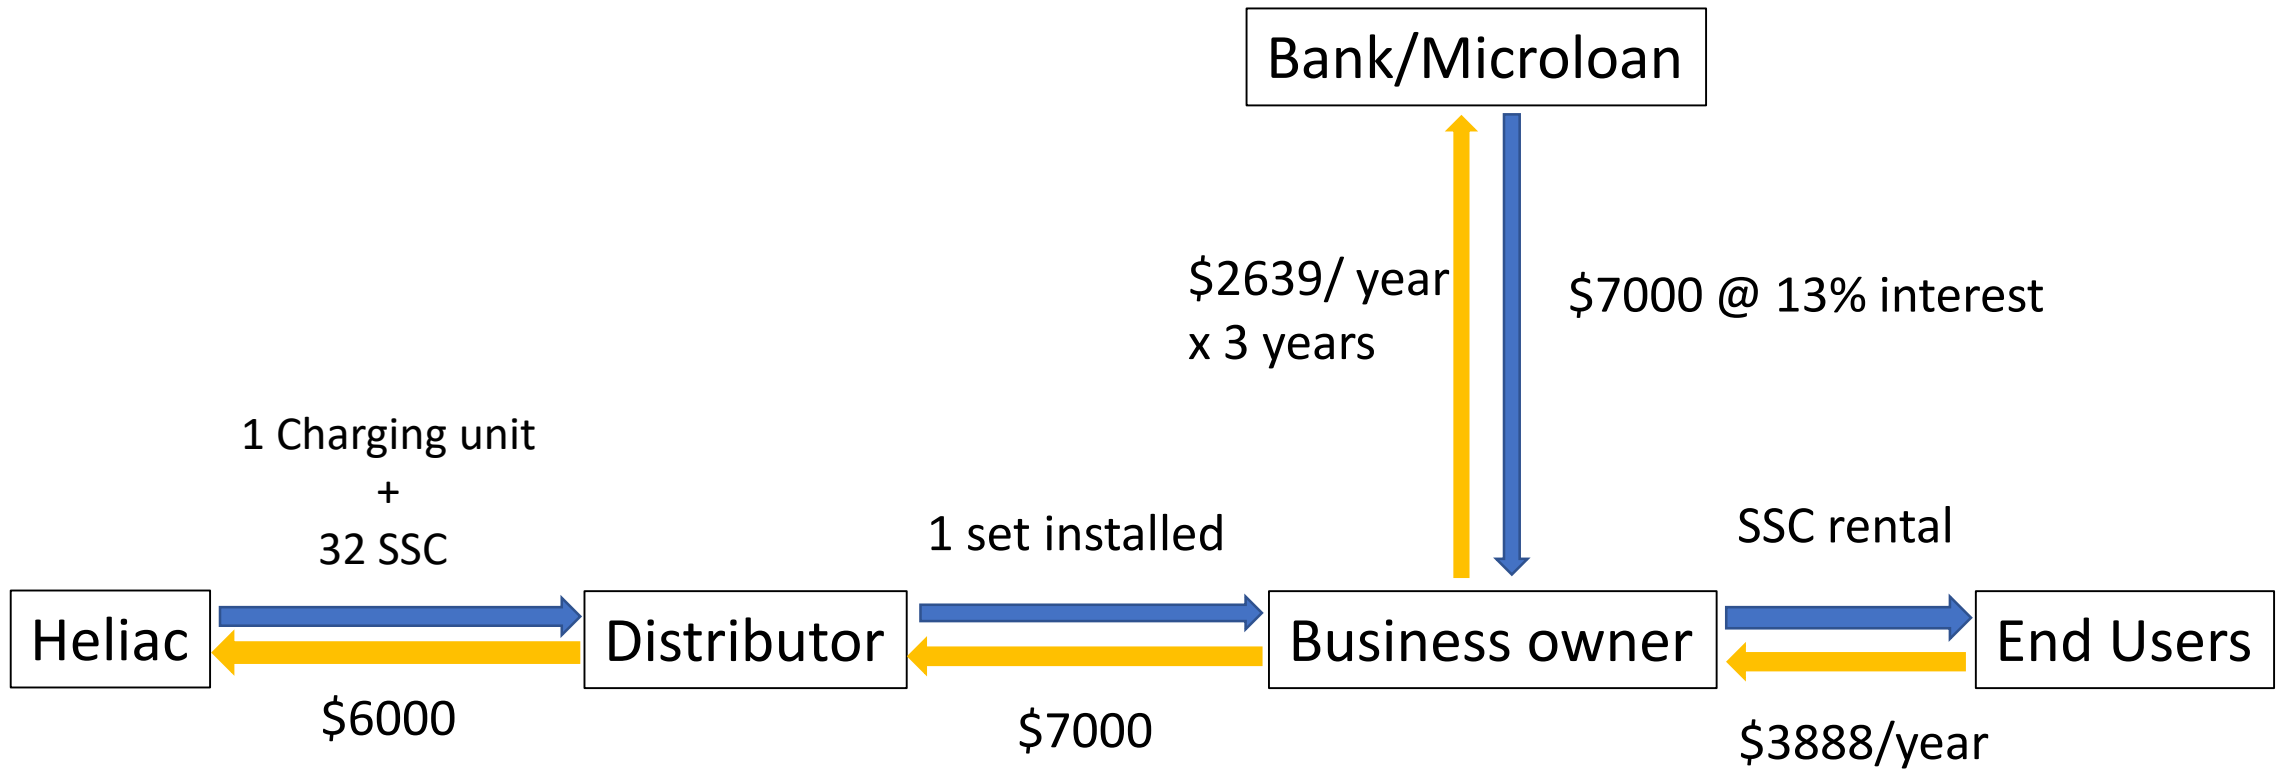 Bank/Microloan
$2639/ year
x 3 years
$7000 @ 13% interest
1 Charging unit
+
32 SSC
1 set installed
SSC rental
Heliac
Distributor
Business owner
End Users
$6000
$7000
$3888/year